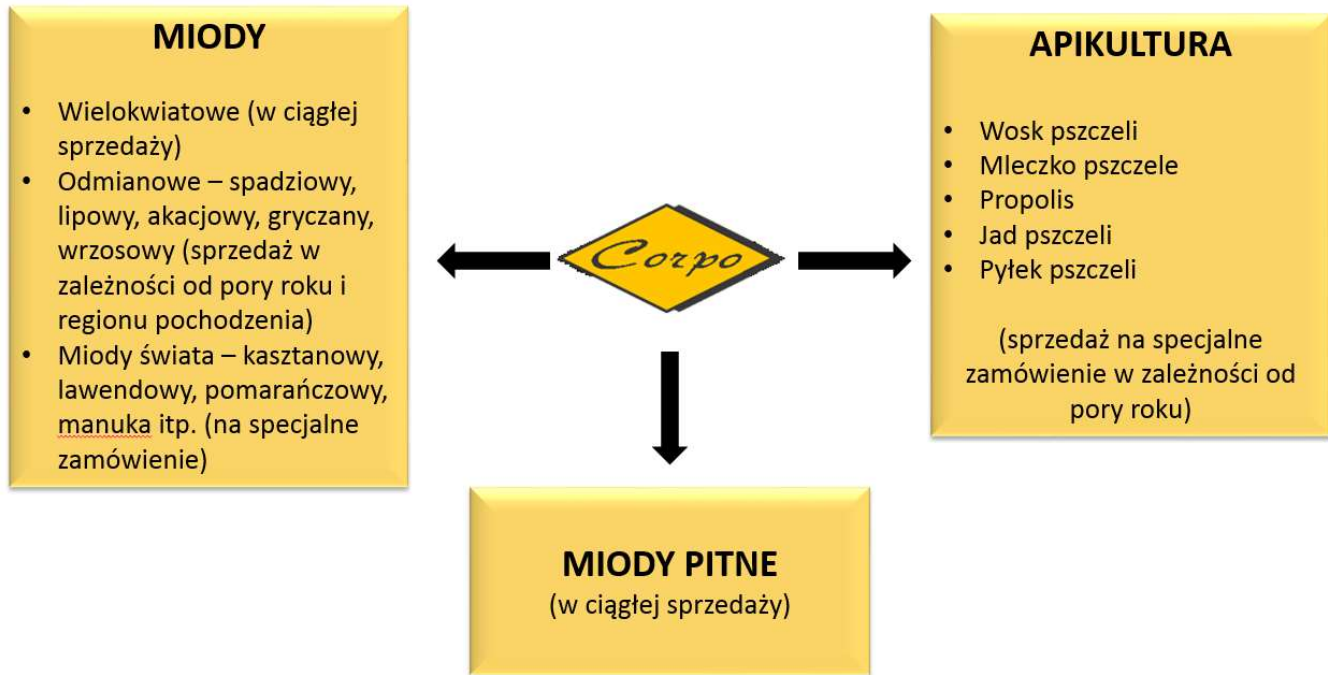 MIODY
• Wielokwiatowe (w ciągłej
sprzedaży)
• Odmianowe – spadziowy,
lipowy, akacjowy, gryczany,
wrzosowy (sprzedaż w
zależności od pory roku i
regionu pochodzenia)
• Miody świata – kasztanowy,
lawendowy, pomarańczowy,
manuka itp. (na specjalne
zamówienie)
Corpo
APIKULTURA
• Wosk pszczeli
• Mleczko pszczele
• Propolis
• Jad pszczeli
• Pyłek pszczeli
(sprzedaż na specjalne
zamówienie w zależności od
pory roku)
MIODY PITNE
(w ciągłej sprzedaży)